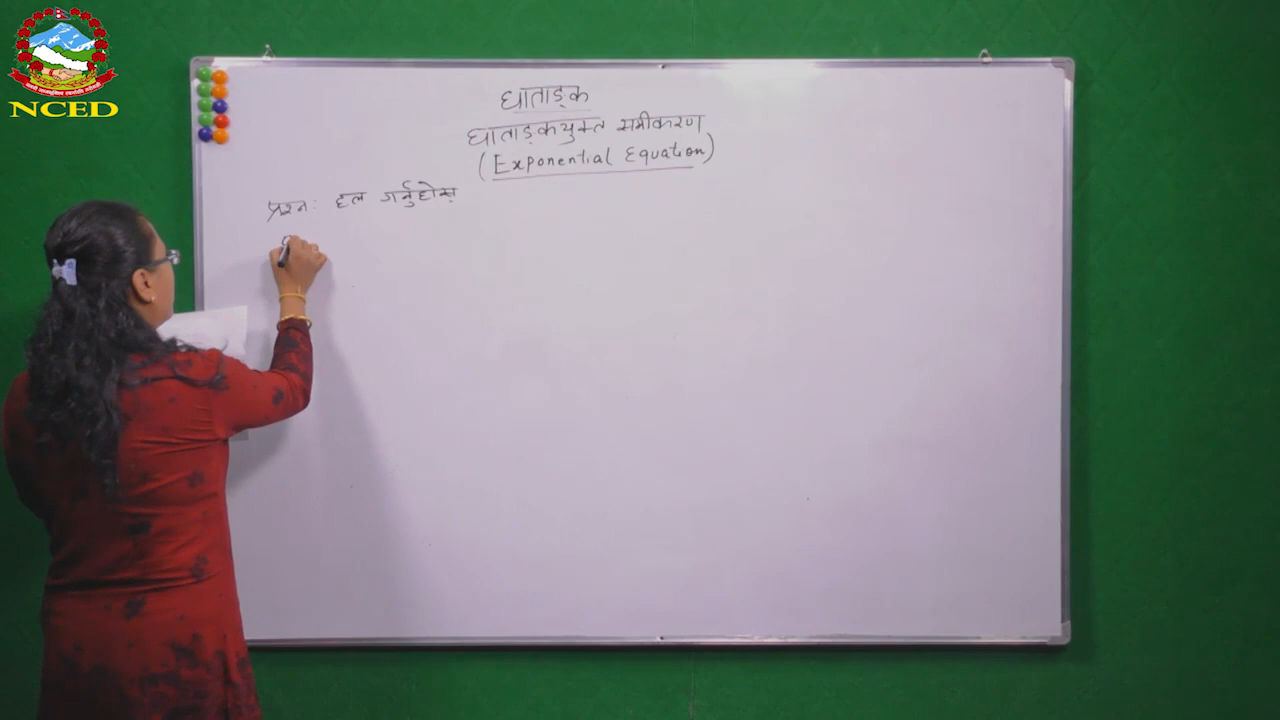 NCED
घाताङ्क
घाताङ्कयुक्त समीकरण
(Exponential Equation)
प्रश्न: हल गर्नुहोस्